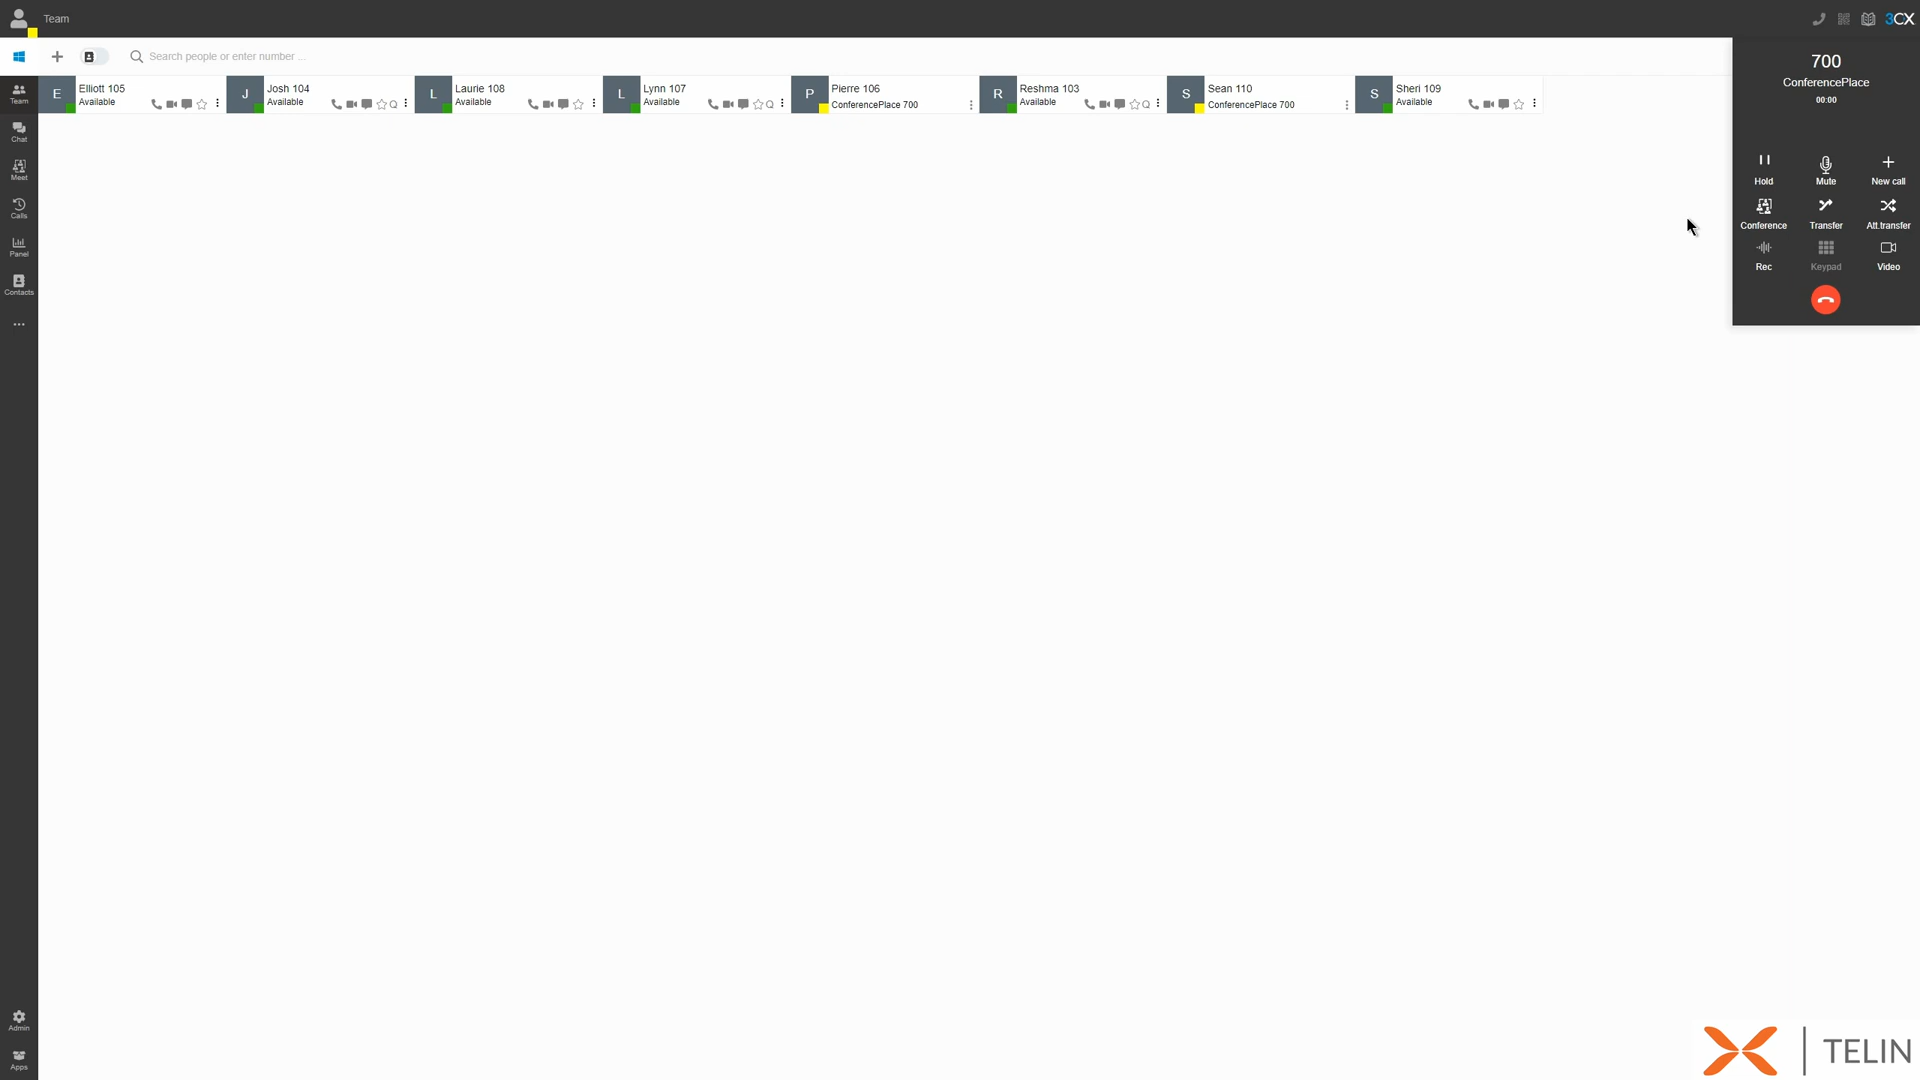 Team
3CX
Search people or enter number ...
700
ConferencePlace
00:00
Hold
Mute
New call
Conference
Transfer
Att.transfer
Rec
Keypad
Video
Team
Chat
Meet
Calls
Panel
Contacts
E
Elliott 105
Available
J
Josh 104
Available
L
Laurie 108
Available
L
Lynn 107
Available
Q
P
Pierre 106
ConferencePlace 700
R
Reshma 103
Available
Q
S
Sean 110
ConferencePlace 700
S
Sheri 109
Available
Admin
Apps
TELIN